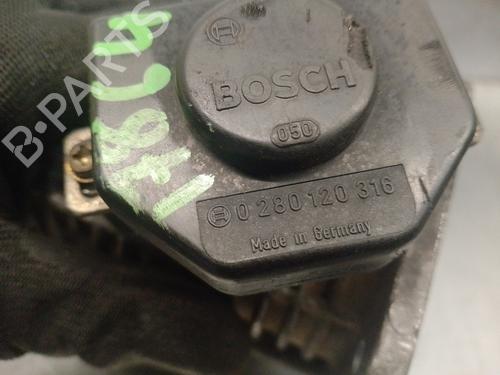 BOSCH
050
0 280 120 316
Made in Germany
B-PARTS